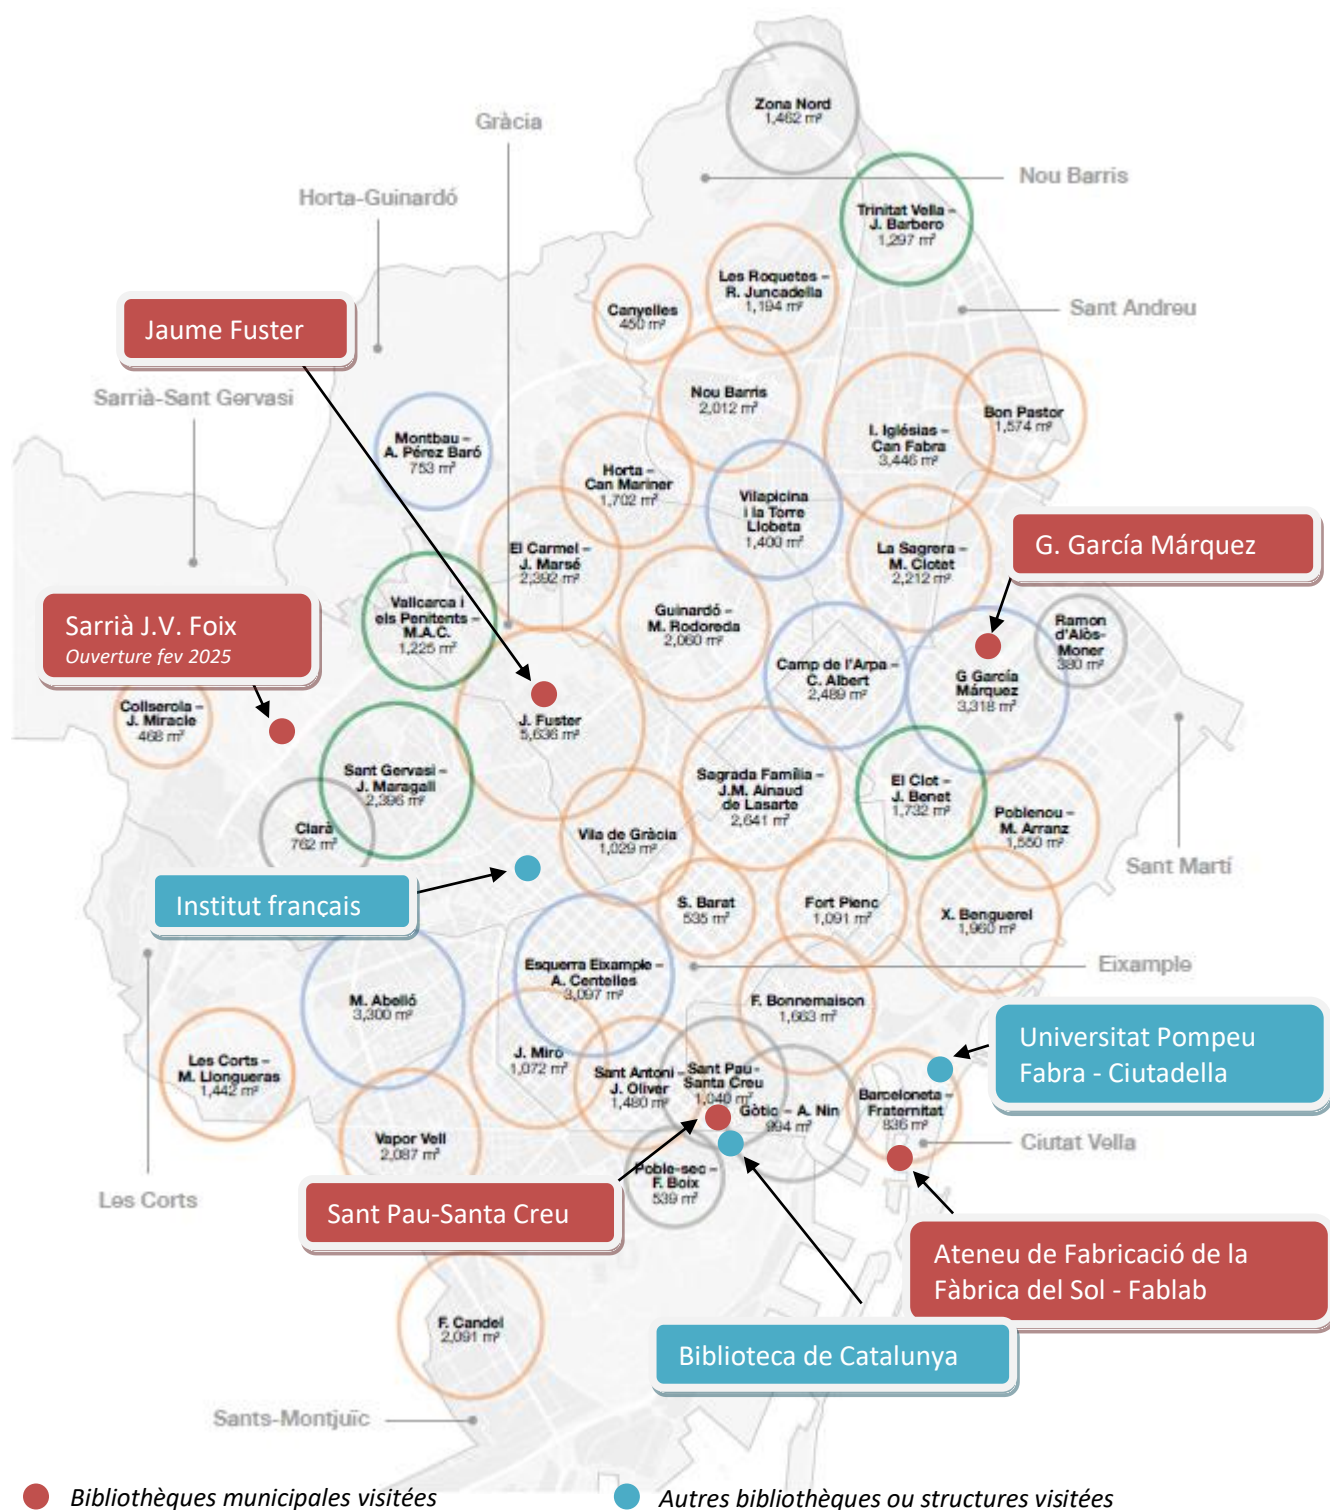 Zona Nord
1,462 m²
Gràcia
Nou Barris
Horta-Guinardó
Trinitat Vella –
J. Barbero
1,297 m²
Les Roquetes –
R. Juncadella
1,194 m²
Canyelles
450 m²
Sant Andreu
Jaume Fuster
Sarrià-Sant Gervasi
Nou Barris
2,012 m²
Bon Pastor
1,574 m²
I. Iglésias –
Can Fabra
3,446 m²
Montbau –
A. Pérez Baró
753 m²
Horta –
Can Mariner
1,702 m²
Vilapicina
i la Torre
Llobeta
1,400 m²
G. García Márquez
El Carmel –
J. Marsé
2,392 m²
La Sagrera –
M. Clotet
2,212 m²
Vallcarca i
els Penitents –
M.A.C.
1,225 m²
Guinardó –
M. Rodoreda
2,060 m²
Ramon
d'Alòs-
Moner
380 m²
Sarrià J.V. Foix
Ouverture fev 2025
Camp de l'Arpa –
C. Albert
2,489 m²
G García
Márquez
3,318 m²
Collserola –
J. Miracle
468 m²
J. Fuster
5,636 m²
Sant Gervasi –
J. Maragall
2,396 m²
Sagrada Família –
J.M. Ainaud
de Lasarte
2,641 m²
El Clot –
J. Benet
1,732 m²
Poblenou –
M. Arranz
1,550 m²
Clarà
762 m²
Vila de Gràcia
1,029 m²
Sant Martí
Institut français
S. Barat
535 m²
Fort Pienc
1,091 m²
X. Benguerel
1,960 m²
Esquerra Eixample –
A. Centelles
3,097 m²
Eixample
M. Abelló
3,300 m²
F. Bonnemaison
1,663 m²
Universitat Pompeu
Fabra - Ciutadella
Les Corts –
M. Llongueras
1,442 m²
J. Miró
1,072 m²
Sant Antoni –
J. Oliver
1,480 m²
Sant Pau-
Santa Creu
1,040 m²
Gòtic – A. Nin
994 m²
Barceloneta –
Fraternitat
836 m²
Vapor Vell
2,087 m²
Ciutat Vella
Poble-sec –
F. Boix
539 m²
Les Corts
Sant Pau-Santa Creu
Ateneu de Fabricació de la
Fàbrica del Sol - Fablab
F. Candel
2,091 m²
Biblioteca de Catalunya
Sants-Montjuïc
Bibliothèques municipales visitées
Autres bibliothèques ou structures visitées